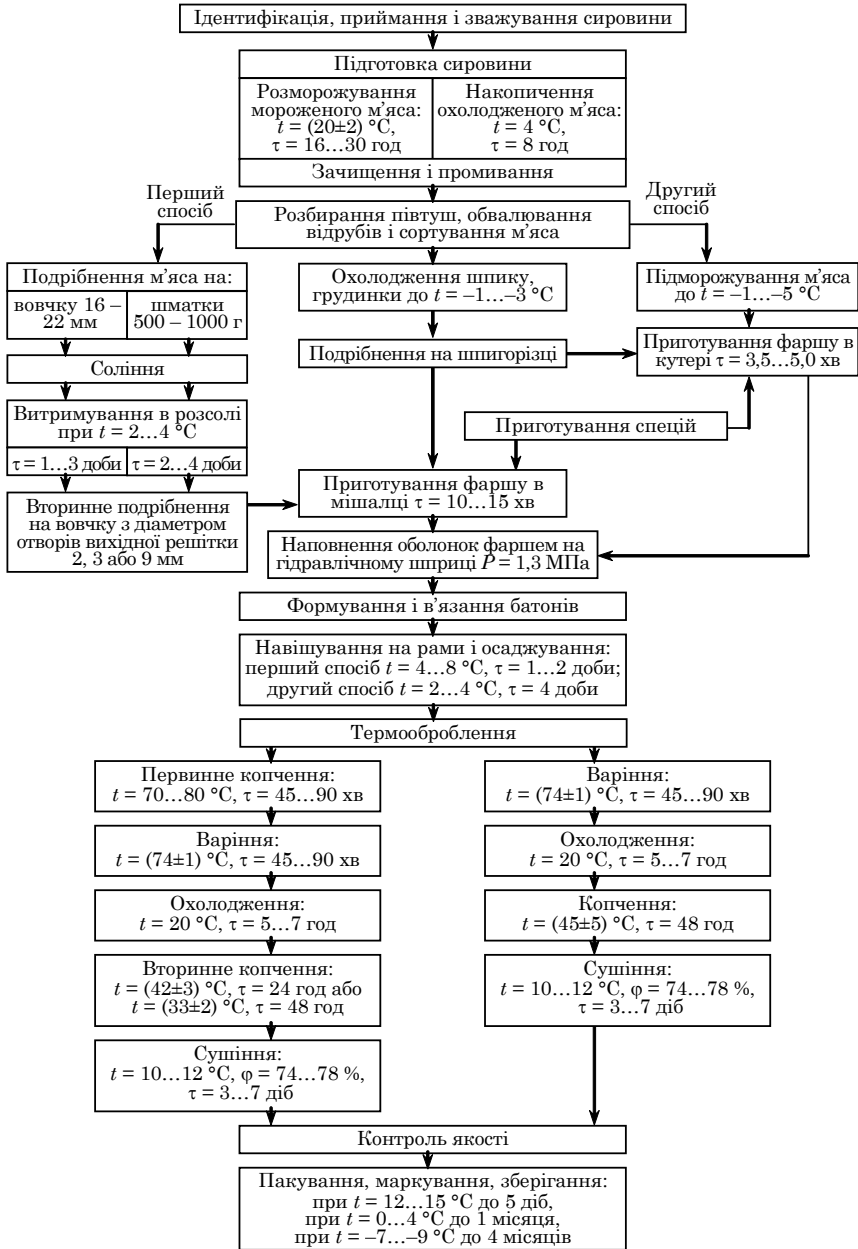 Ідентифікація, приймання і зважування сировини
Підготовка сировини
Розморожування
мороженого м’яса:
t = (20±2) °C,
τ = 16…30 год
Накопичення
охолодженого м’яса:
t = 4 °C,
τ = 8 год
Зачищення і промивання
Перший
спосіб
Другий
спосіб
Розбирання півтуш, обвалювання
відрубів і сортування м’яса
Подрібнення м’яса на:
вовчку 16 –
22 мм
шматки
500 – 1000 г
Соління
Витримування в розсолі
при t = 2…4 °C
τ = 1…3 доби
τ = 2…4 доби
Вторинне подрібнення
на вовчку з діаметром
отворів вихідної решітки
2, 3 або 9 мм
Охолодження шпику,
грудинки до t = –1…–3 °C
Подрібнення на шпигорізці
Підморожування м’яса
до t = –1…–5 °C
Приготування фаршу в
кутері τ = 3,5…5,0 хв
Приготування спецій
Приготування фаршу в
мішалці τ = 10…15 хв
Наповнення оболонок фаршем на
гідравлічному шприці P = 1,3 МПа
Формування і в’язання батонів
Навішування на рами і осаджування:
перший спосіб t = 4…8 °C, τ = 1…2 доби;
другий спосіб t = 2…4 °C, τ = 4 доби
Термооброблення
Первинне копчення:
t = 70…80 °C, τ = 45…90 хв
Варіння:
t = (74±1) °C, τ = 45…90 хв
Охолодження:
t = 20 °C, τ = 5…7 год
Вторинне копчення:
t = (42±3) °C, τ = 24 год або
t = (33±2) °C, τ = 48 год
Сушіння:
t = 10…12 °C, φ = 74…78 %,
τ = 3…7 діб
Варіння:
t = (74±1) °C, τ = 45…90 хв
Охолодження:
t = 20 °C, τ = 5…7 год
Копчення:
t = (45±5) °C, τ = 48 год
Сушіння:
t = 10…12 °C, φ = 74…78 %,
τ = 3…7 діб
Контроль якості
Пакування, маркування, зберігання:
при t = 12…15 °C до 5 діб,
при t = 0…4 °C до 1 місяця,
при t = –7…–9 °C до 4 місяців